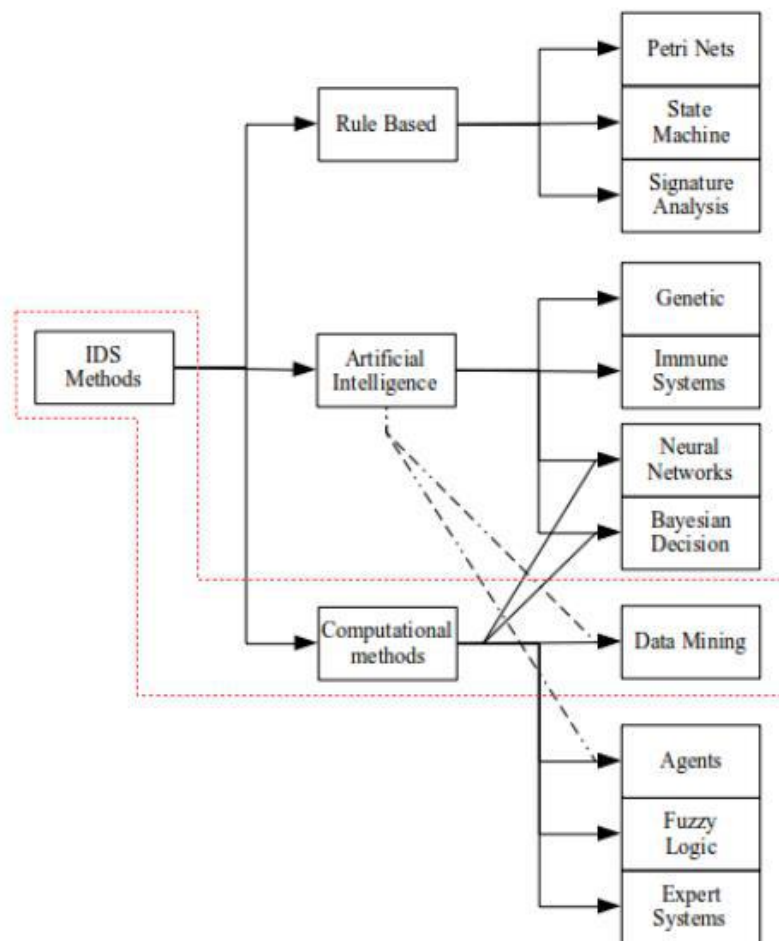 Petri Nets
Rule Based
State
Machine
Signature
Analysis
Genetic
IDS
Methods
Artificial
Intelligence
Immune
Systems
Neural
Networks
Bayesian
Decision
Computational
methods
Data Mining
Agents
Fuzzy
Logic
Expert
Systems